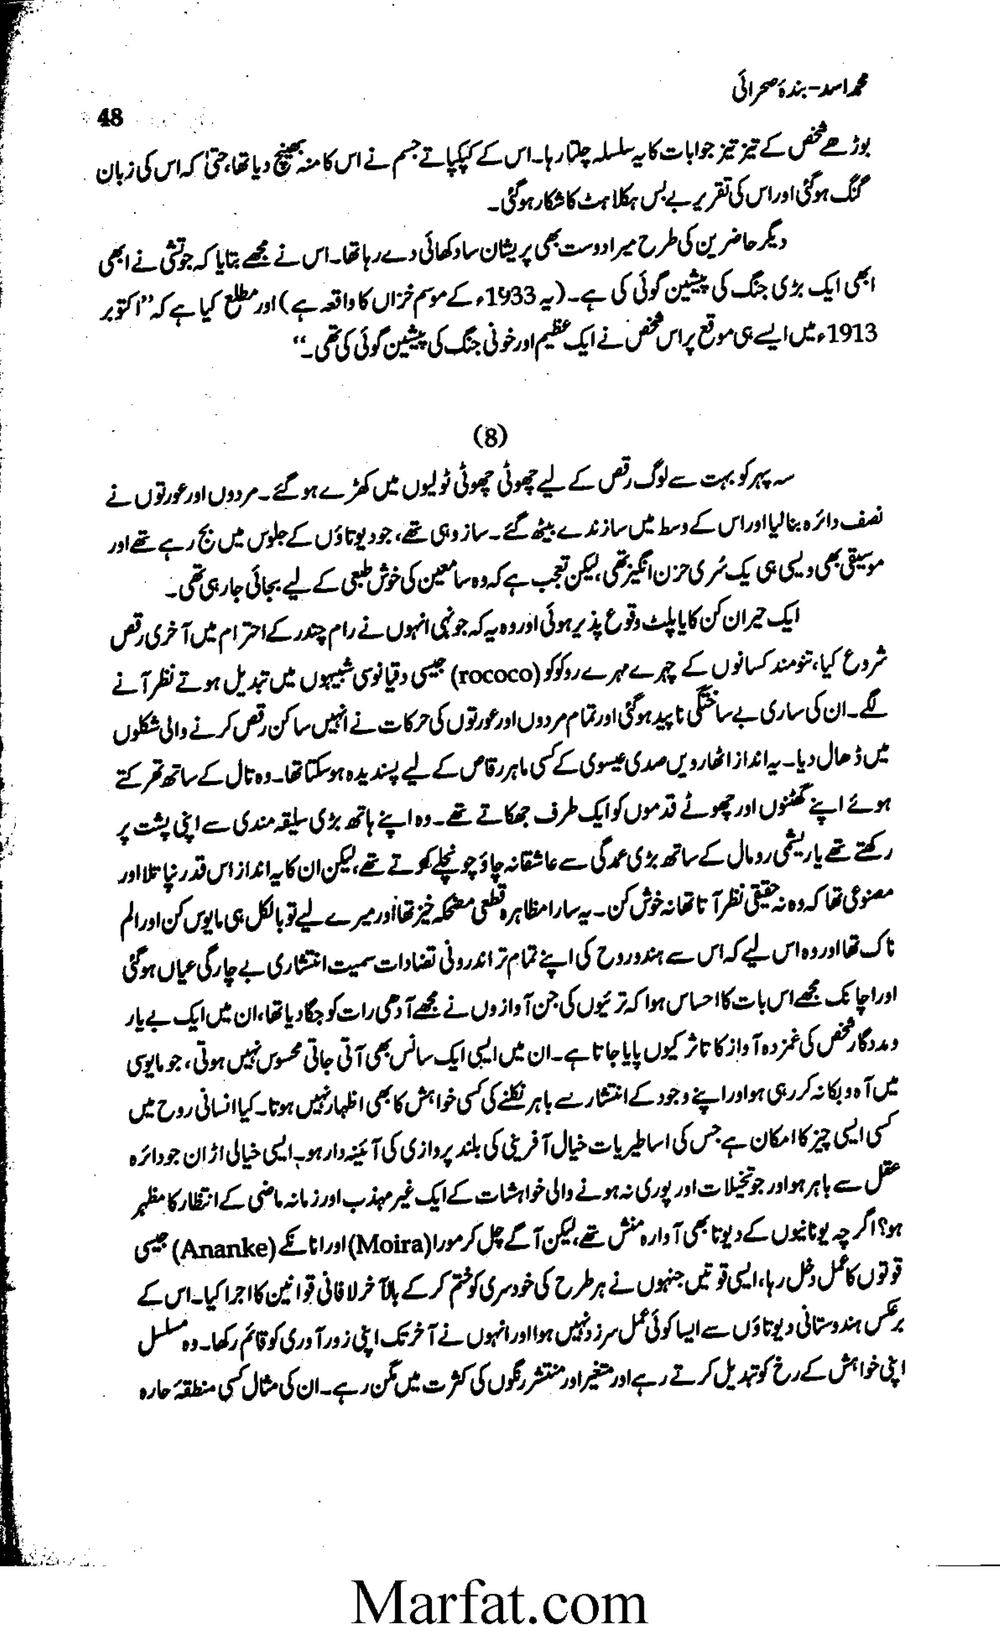 محمد اسد - بندۂ صحرائی
48
بوڑھے شخص کے تیز تیز جوابات کا یہ سلسلہ چلتا رہا۔ اس کے کپکپاتے جسم نے اس کا منہ بھینچ دیا تھا، حتیٰ کہ اس کی زبان
گنگ ہو گئی اور اس کی تقریر بے بس ہکلاہٹ کا شکار ہو گئی۔
دیگر حاضرین کی طرح میرا دوست بھی پریشان سا دکھائی دے رہا تھا۔ اس نے مجھے بتایا کہ جوتشی نے ابھی
ابھی ایک بڑی جنگ کی پیشین گوئی کی ہے۔ (یہ 1933ء کے موسم خزاں کا واقعہ ہے) اور مطلع کیا ہے کہ ”اکتوبر
1913ء میں ایسے ہی موقع پر اس شخص نے ایک عظیم اور خونی جنگ کی پیشین گوئی کی تھی۔“
(8)
سہ پہر کو بہت سے لوگ رقص کے لیے چھوٹی چھوٹی ٹولیوں میں کھڑے ہو گئے۔ مردوں اور عورتوں نے
نصف دائرہ بنا لیا اور اس کے وسط میں سازندے بیٹھ گئے۔ ساز وہی تھے، جو دیوتاؤں کے جلوس میں بج رہے تھے اور
موسیقی بھی ویسی ہی یک سُری حزن انگیز تھی، لیکن تعجب ہے کہ وہ سامعین کی خوش طبعی کے لیے بجائی جا رہی تھی۔
ایک حیران کن کایا پلٹ وقوع پذیر ہوئی اور وہ یہ کہ جونہی انہوں نے رام چندر کے احترام میں آخری رقص
شروع کیا، تنومند کسانوں کے چہرے مہرے روکوکو (rococo) جیسی دقیانوسی شبیہوں میں تبدیل ہوتے نظر آنے
لگے۔ ان کی ساری بے ساختگی ناپید ہو گئی اور تمام مردوں اور عورتوں کی حرکات نے انہیں ساکن رقص کرنے والی شکلوں
میں ڈھال دیا۔ یہ انداز اٹھارویں صدی عیسوی کے کسی ماہر رقاص کے لیے پسندیدہ ہو سکتا تھا۔ وہ تال کے ساتھ تھرکتے
ہوئے اپنے گھٹنوں اور چھوٹے قدموں کو ایک طرف جھکاتے تھے۔ وہ اپنے ہاتھ بڑی سلیقہ مندی سے اپنی پشت پر
رکھتے تھے یا ریشمی رومال کے ساتھ بڑی عمدگی سے عاشقانہ چاؤ چونچلے کرتے تھے، لیکن ان کا یہ انداز اس قدر نپا تلا اور
مصنوعی تھا کہ وہ نہ حقیقی نظر آتا تھا نہ خوش کن۔ یہ سارا مظاہرہ قطعی مضحکہ خیز تھا اور میرے لیے تو بالکل ہی مایوس کن اور الم
ناک تھا اور وہ اس لیے کہ اس سے ہندو روح کی اپنے تمام تر اندرونی تضادات سمیت انتشاری بے چارگی عیاں ہو گئی
اور اچانک مجھے اس بات کا احساس ہوا کہ ترئیوں کی جن آوازوں نے مجھے آدھی رات کو جگا دیا تھا، ان میں ایک بے یار
و مددگار شخص کی غمزدہ آواز کا تاثر کیوں پایا جاتا ہے۔ ان میں ایسی ایک سانس بھی آتی جاتی محسوس نہیں ہوتی، جو مایوسی
میں آہ و بکا نہ کر رہی ہو اور اپنے وجود کے انتشار سے باہر نکلنے کی کسی خواہش کا بھی اظہار نہیں ہوتا۔ کیا انسانی روح میں
کسی ایسی چیز کا امکان ہے جس کی اساطیریات خیال آفرینی کی بلند پروازی کی آئینہ دار ہو۔ ایسی خیالی اڑان جو دائرہ
عقل سے باہر ہو اور جو تخیلات اور پوری نہ ہونے والی خواہشات کے ایک غیر مہذب اور زمانہ ماضی کے انتظار کا مظہر
ہو؟ اگرچہ یونانیوں کے دیوتا بھی آوارہ منش تھے، لیکن آگے چل کر مورا (Moira) اور انانکے (Ananke) جیسی
قوتوں کا عمل دخل رہا، ایسی قوتیں جنہوں نے ہر طرح کی خودسری کو ختم کر کے بالآخر لافانی قوانین کا اجرا کیا۔ اس کے
برعکس ہندوستانی دیوتاؤں سے ایسا کوئی عمل سرزد نہیں ہوا اور انہوں نے آخر تک اپنی زور آوری کو قائم رکھا۔ وہ مسلسل
اپنی خواہش کے رخ کو تبدیل کرتے رہے اور متغیر اور منتشر رنگوں کی کثرت میں مگن رہے۔ ان کی مثال کسی منطقۂ حارہ
Marfat.com